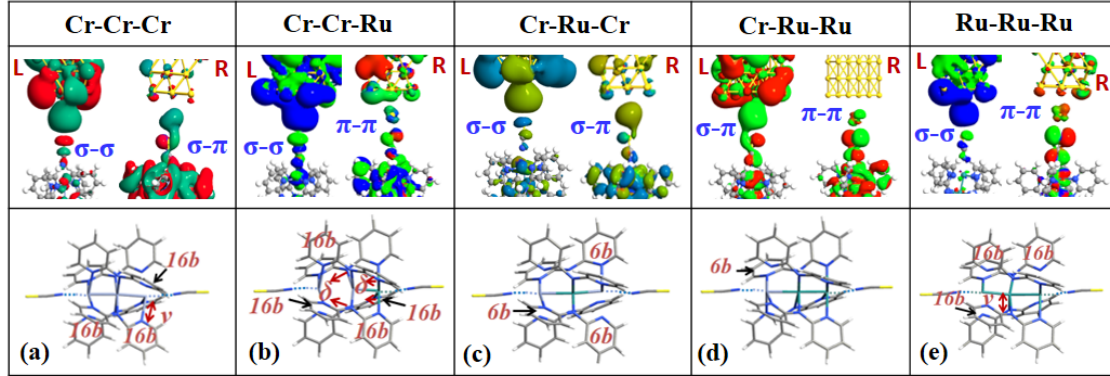 Cr-Cr-Cr
Cr-Cr-Ru
Cr-Ru-Cr
Cr-Ru-Ru
Ru-Ru-Ru
L R
σ-σ σ-π
L R
σ-σ π-π
L R
σ-σ σ-π
L R
σ-π π-π
L R
σ-σ π-π
16b
16b 16b ν
(a)
16b
δ δ
16b 16b
16b
(b)
6b
6b
6b
(c)
6b
(d)
16b 16b
16b ν
(e)